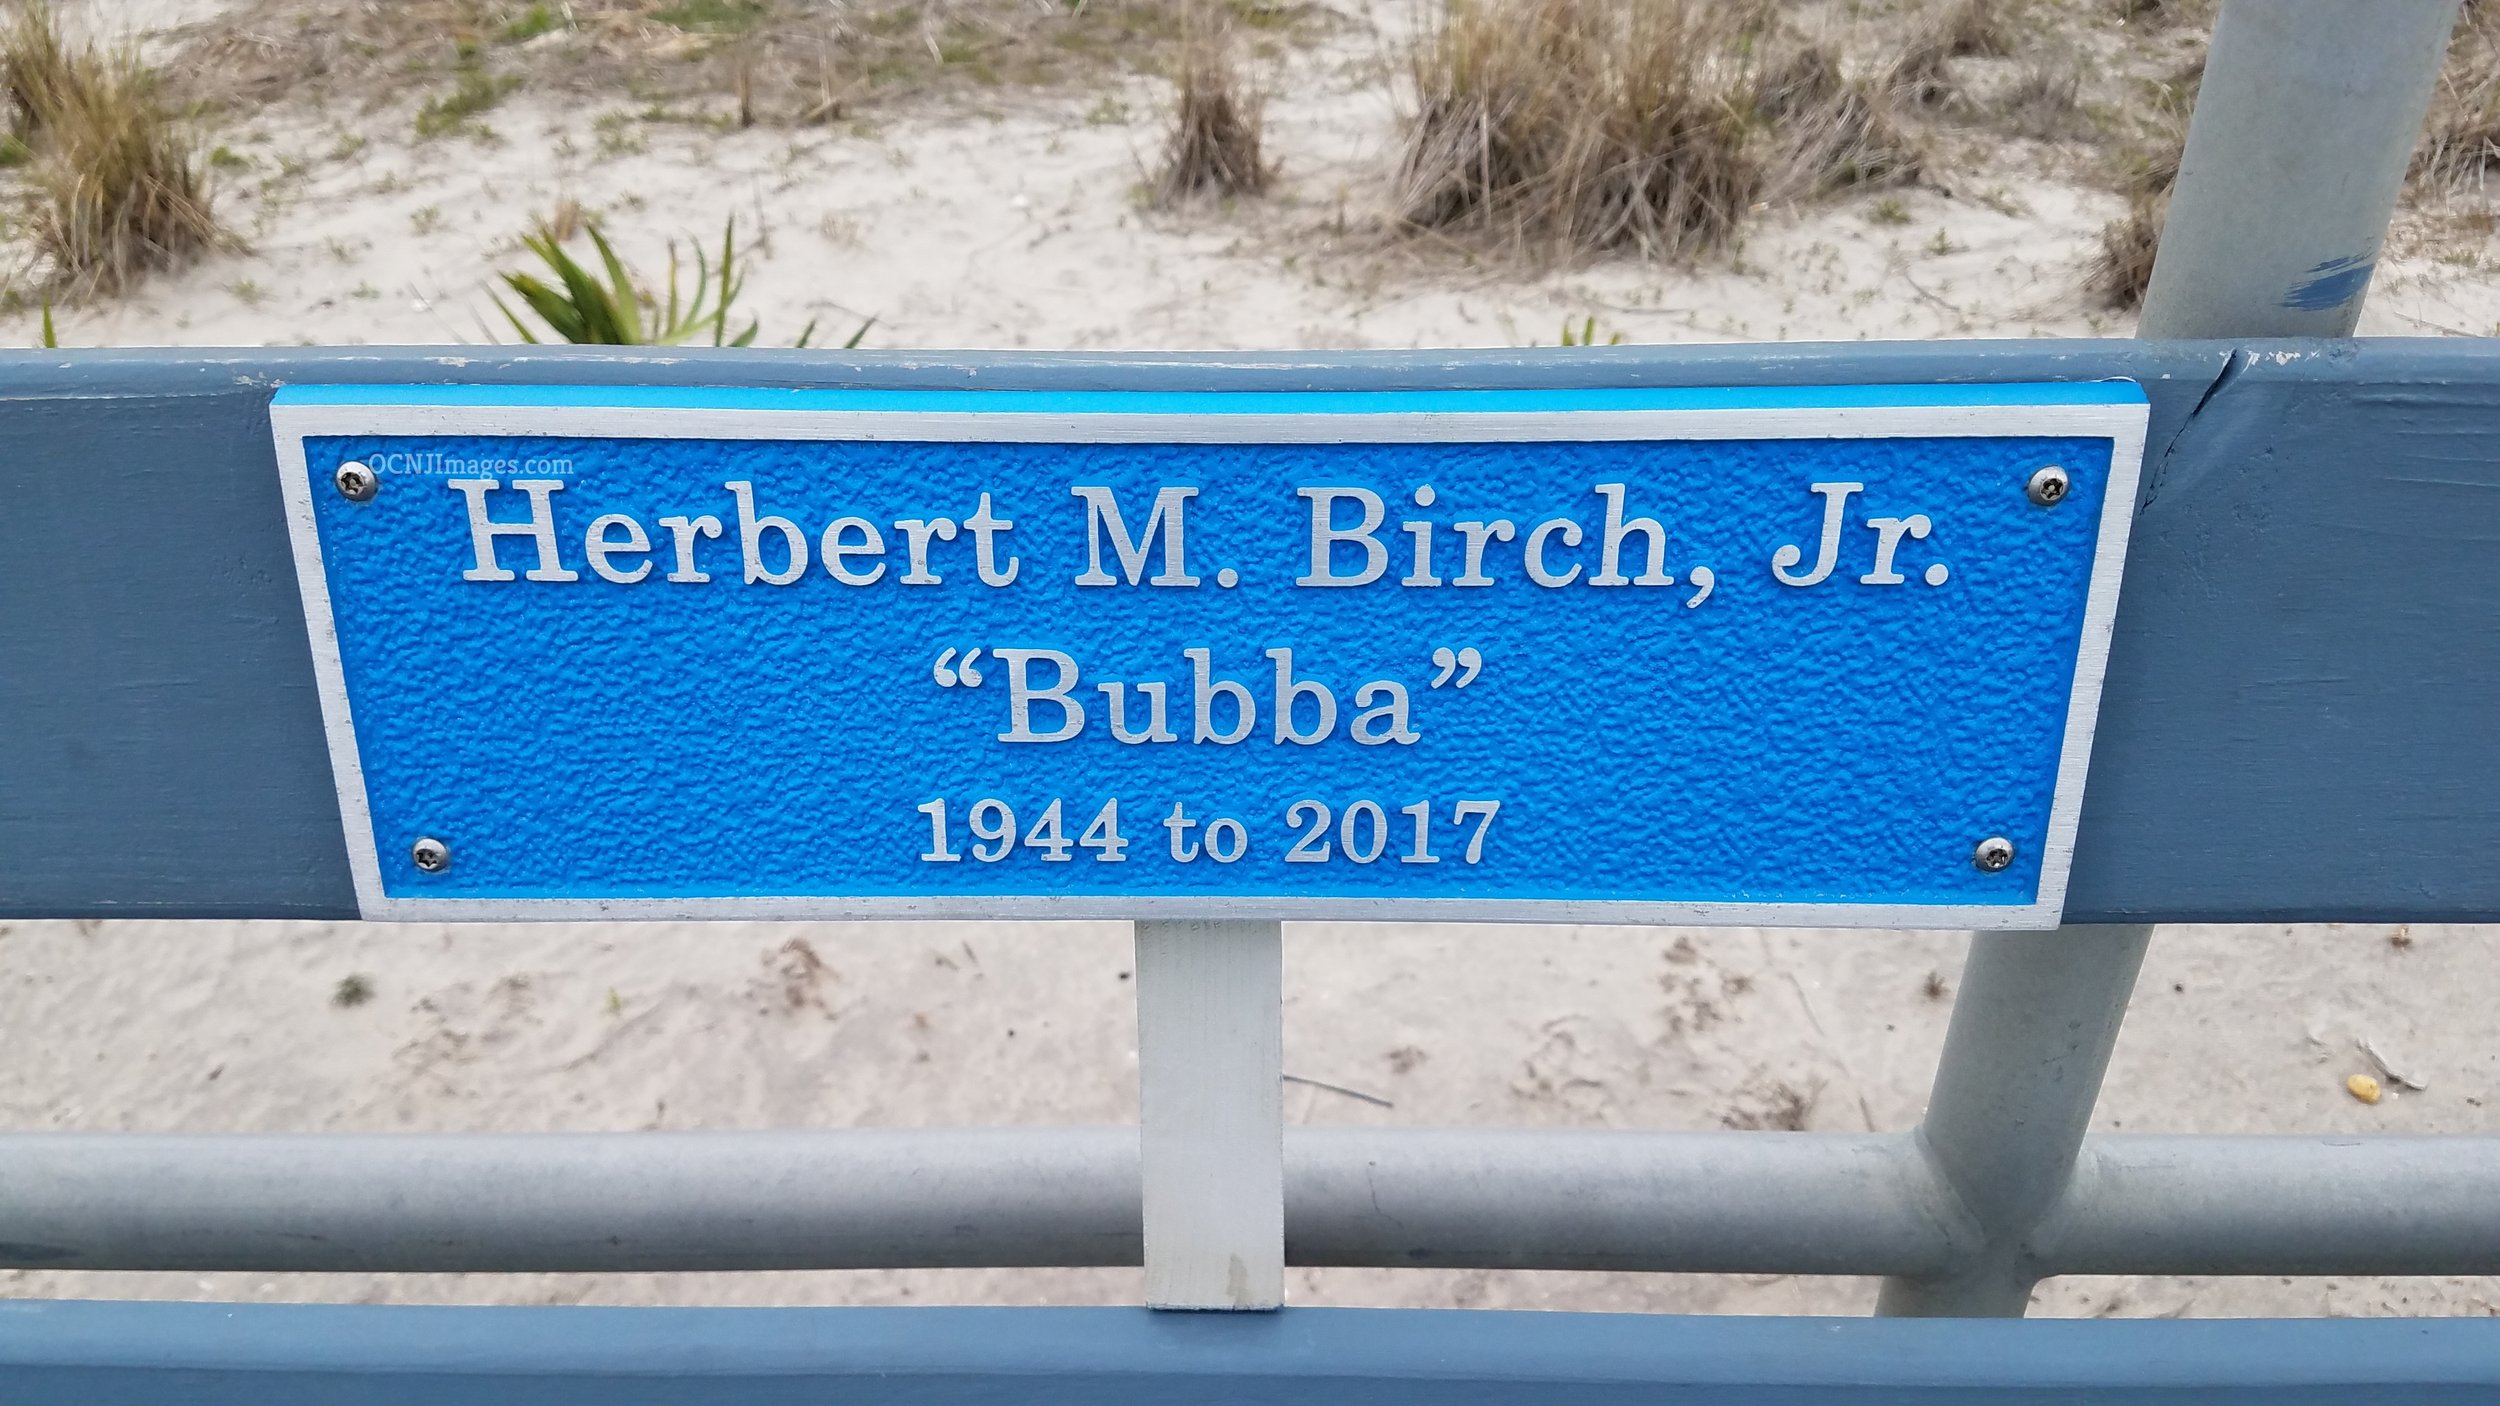 OCNJImages.com
Herbert M. Birch, Jr.
“Bubba”
1944 to 2017